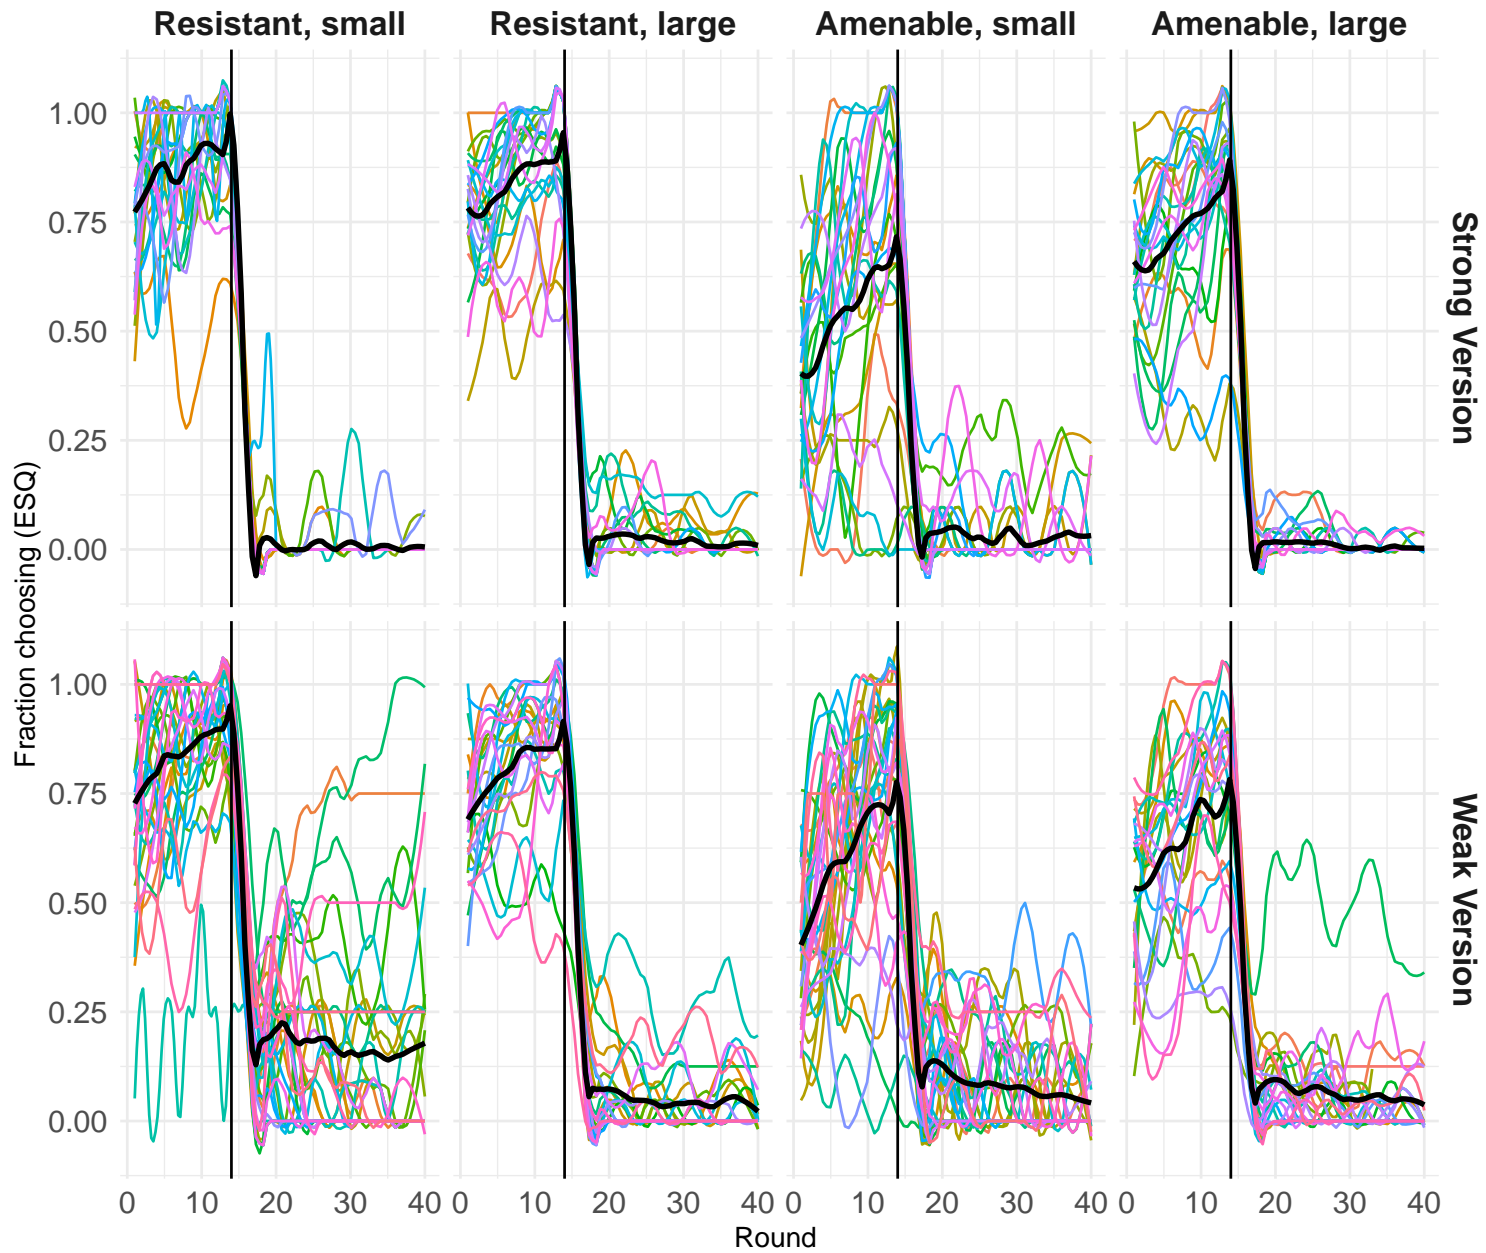 Resistant, small Resistant, large Amenable, small Amenable, large
1.00
0.75
0.50
0.25
0.00
Strong Version
Fraction choosing (ESQ)
1.00
0.75
0.50
0.25
0.00
Weak Version
0 10 20 30 40 0 10 20 30 40 0 10 20 30 40 0 10 20 30 40
Round